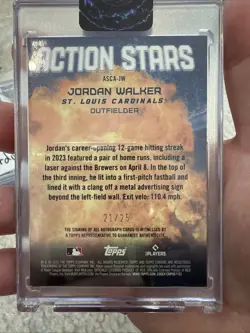 ACTION STARS
ASCA-JW
JORDAN WALKER
ST. LOUIS CARDINALS
OUTFIELDER
Jordan's career-opening 12-game hitting streak
in 2023 featured a pair of home runs, including
a laser against the Brewers on April 8. In the top of
the third inning, he lit into a first-pitch fastball and
lined it with a clang off a metal advertising sign
beyond the left-field wall. Exit velo: 110.4 mph.
21/25
THE SIGNING OF ALL AUTOGRAPH CARDS IS WITNESSED BY
A TOPPS REPRESENTATIVE TO GUARANTEE AUTHENTICITY.
Topps
PLAYERS